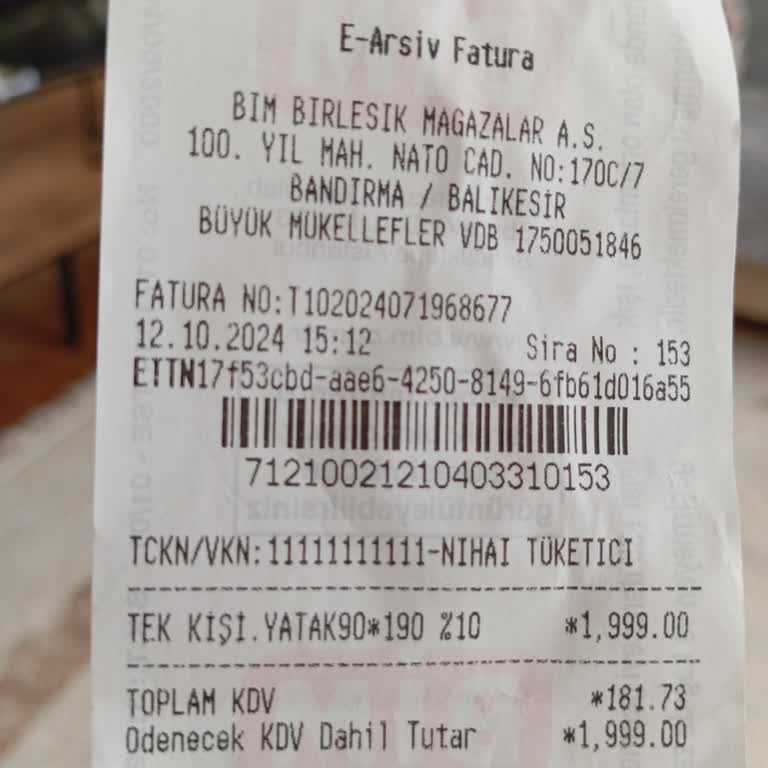 E-Arsiv Fatura
BIM BIRLESIK MAGAZALAR A.S.
100. YIL MAH. NATO CAD. NO:170C/7
BANDIRMA / BALIKESİR
BÜYÜK MÜKELLEFLER VDB 1750051846
FATURA NO:T102024071968677
12.10.2024 15:12 Sira No : 153
ETTN17f53cbd-aae6-4250-8149-6fb61d016a55
71210021210403310153
TCKN/VKN:11111111111-NIHAI TÜKETICI
TEK KİŞİ.YATAK90*190 %10 *1,999.00
TOPLAM KDV *181.73
Odenecek KDV Dahil Tutar *1,999.00